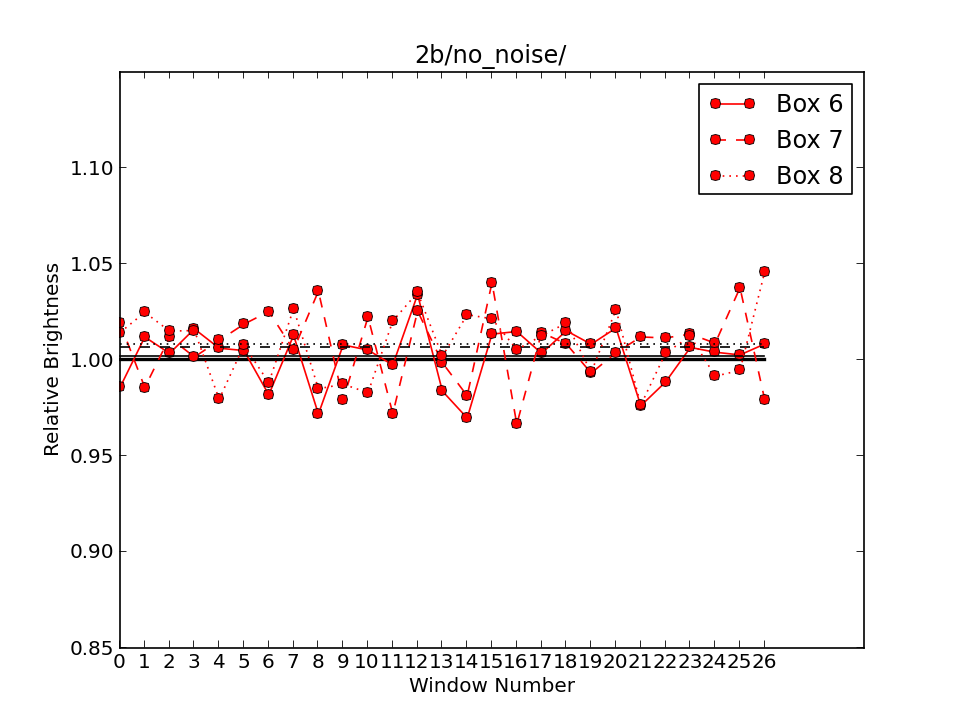 2b/no_noise/
Box 6
Box 7
Box 8
1.10
1.05
1.00
0.95
0.90
0.85
Relative Brightness
0 1 2 3 4 5 6 7 8 9 10 11 12 13 14 15 16 17 18 19 20 21 22 23 24 25 26
Window Number